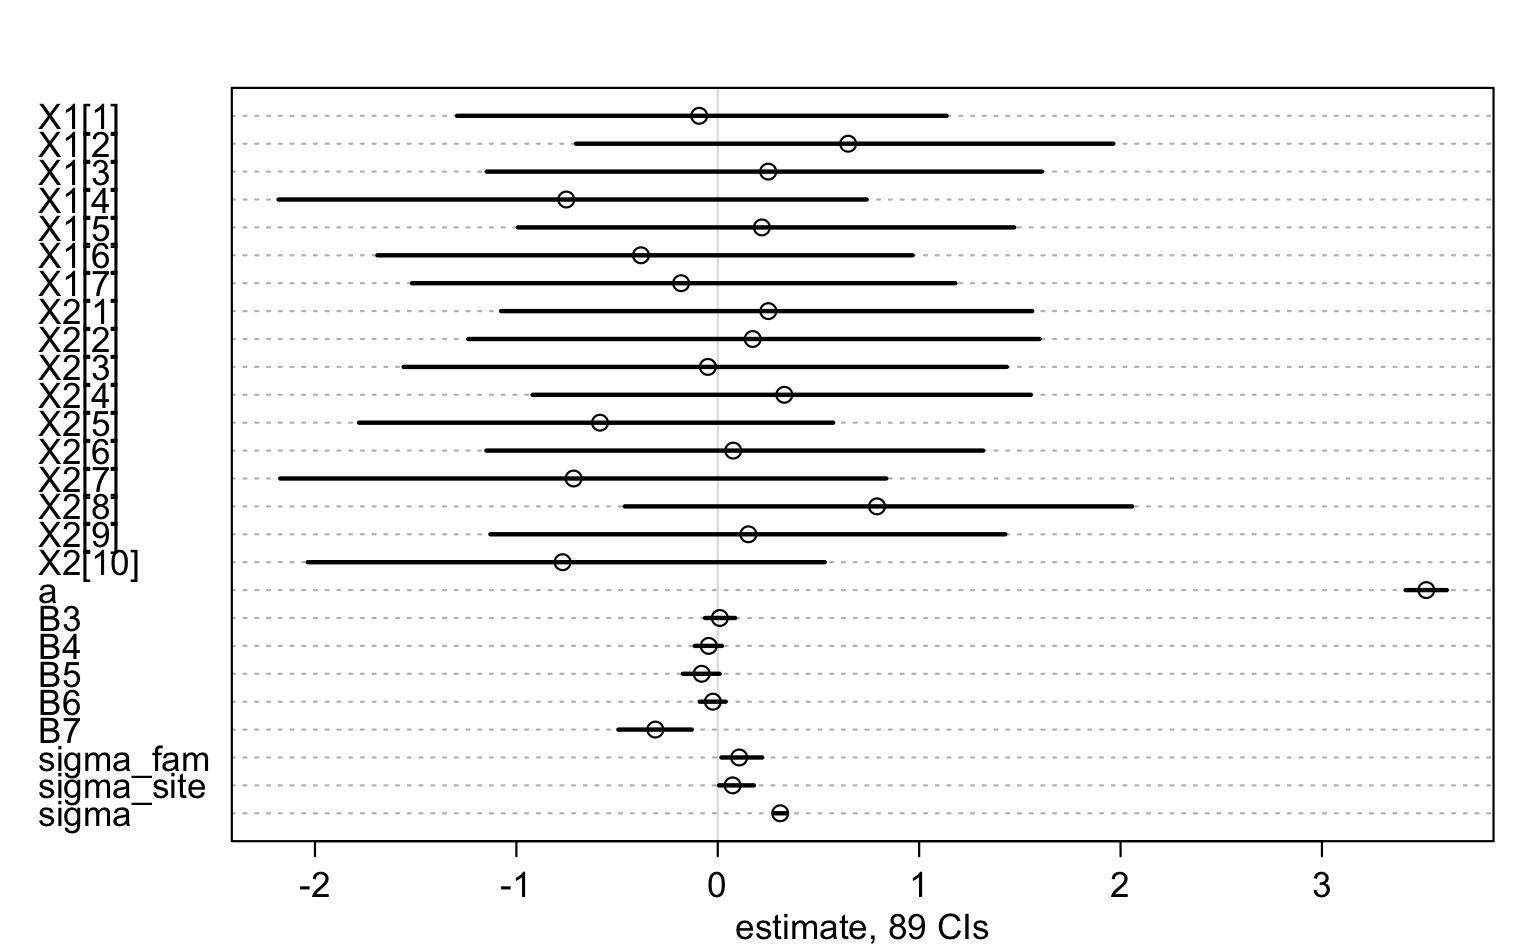 X1[1]
X1[2]
X1[3]
X1[4]
X1[5]
X1[6]
X1[7]
X2[1]
X2[2]
X2[3]
X2[4]
X2[5]
X2[6]
X2[7]
X2[8]
X2[9]
X2[10]
a
B3
B4
B5
B6
B7
sigma_fam
sigma_site
sigma
-2 -1 0 1 2 3
estimate, 89 CIs